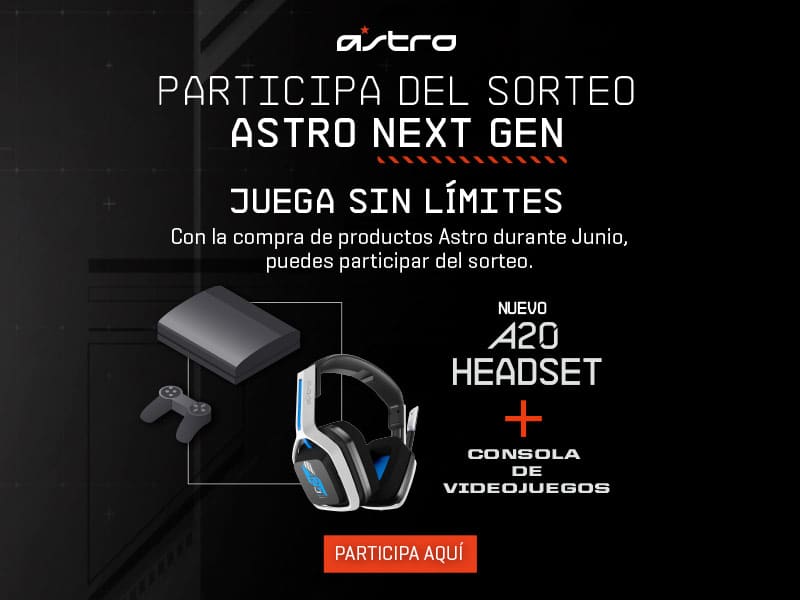 astro
PARTICIPA DEL SORTEO
ASTRO NEXT GEN
JUEGA SIN LÍMITES
Con la compra de productos Astro durante Junio,
puedes participar del sorteo.
NUEVO
A20
HEADSET
+
CONSOLA
DE
VIDEOJUEGOS
astro
PARTICIPA AQUÍ